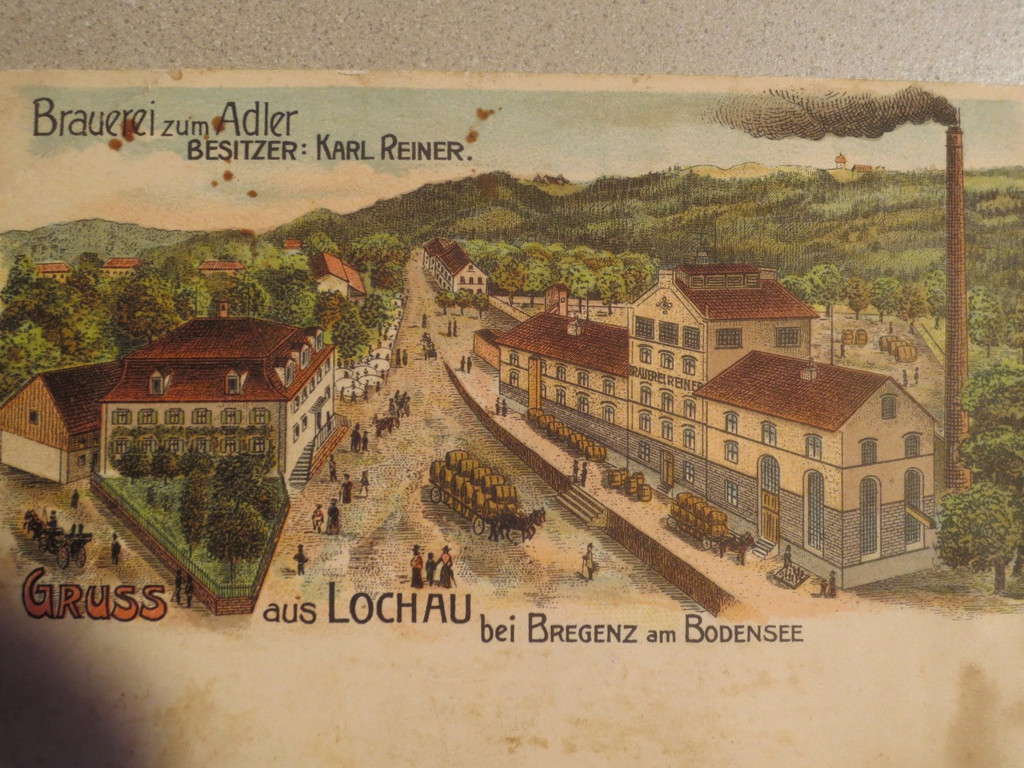 Brauerei zum Adler
BESITZER: KARL REINER.
BRAUEREI REINER
GRUSS aus LOCHAU bei BREGENZ am BODENSEE